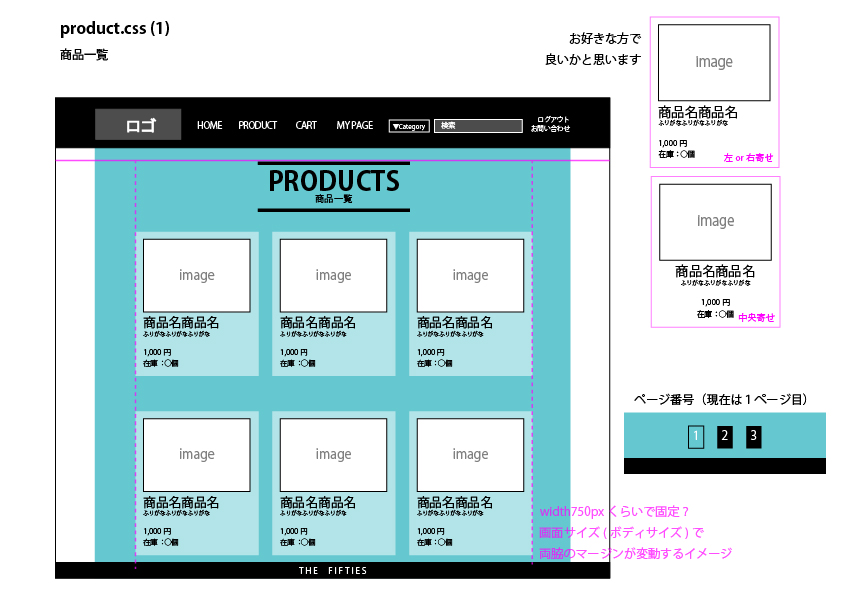 product.css (1)
商品一覧
お好きな方で
良いかと思います
image
商品名商品名
ふりがなふりがなふりがな
1,000 円
在庫：○個
左 or 右寄せ
image
商品名商品名
ふりがなふりがなふりがな
1,000 円
在庫：○個
中央寄せ
ロゴ
HOME
PRODUCT
CART
MY PAGE
▼Category
検索
ログアウト
お問い合わせ
PRODUCTS
商品一覧
image
商品名商品名
ふりがなふりがなふりがな
1,000 円
在庫：○個
image
商品名商品名
ふりがなふりがなふりがな
1,000 円
在庫：○個
image
商品名商品名
ふりがなふりがなふりがな
1,000 円
在庫：○個
image
商品名商品名
ふりがなふりがなふりがな
1,000 円
在庫：○個
image
商品名商品名
ふりがなふりがなふりがな
1,000 円
在庫：○個
image
商品名商品名
ふりがなふりがなふりがな
1,000 円
在庫：○個
THE FIFTIES
ページ番号（現在は 1 ページ目）
1 2 3
width750px くらいで固定？
画面サイズ ( ボディサイズ ) で
両脇のマージンが変動するイメージ